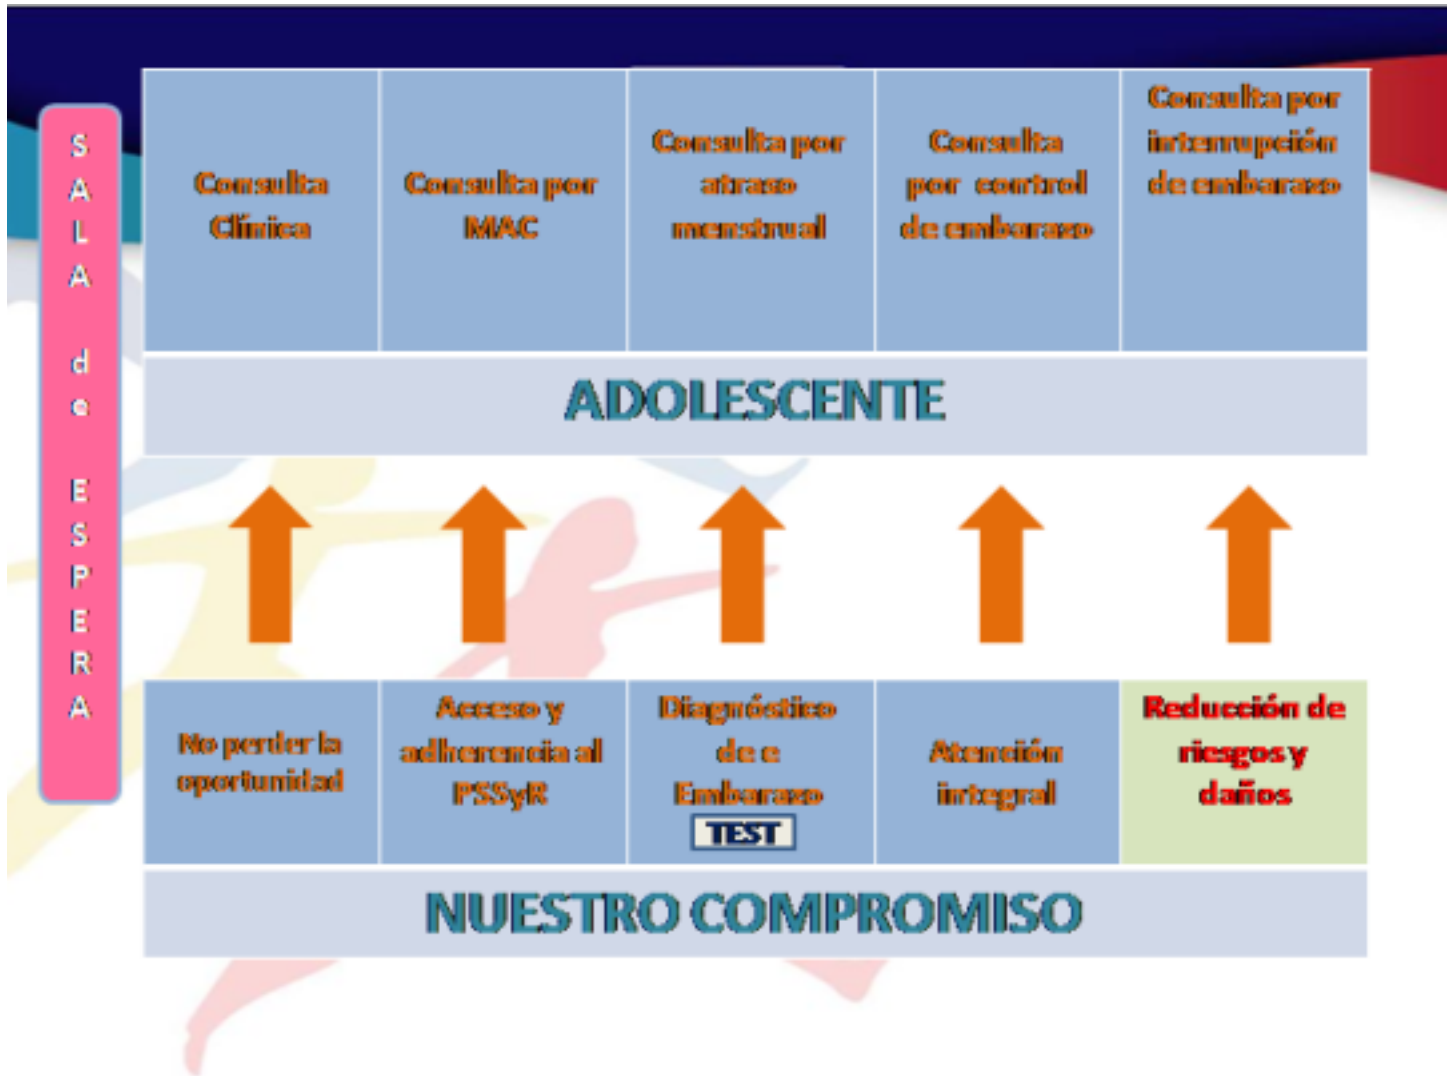 SALA de ESPERA
Consulta
Clínica
Consulta por
MAC
Consulta por
atraso
menstrual
Consulta
por control
de embarazo
Consulta por
interrupción
de embarazo
ADOLESCENTE
No perder la
oportunidad
Acceso y
adherencia al
PSSyR
Diagnóstico
de e
Embarazo
TEST
Atención
integral
Reducción de
riesgos y
daños
NUESTRO COMPROMISO